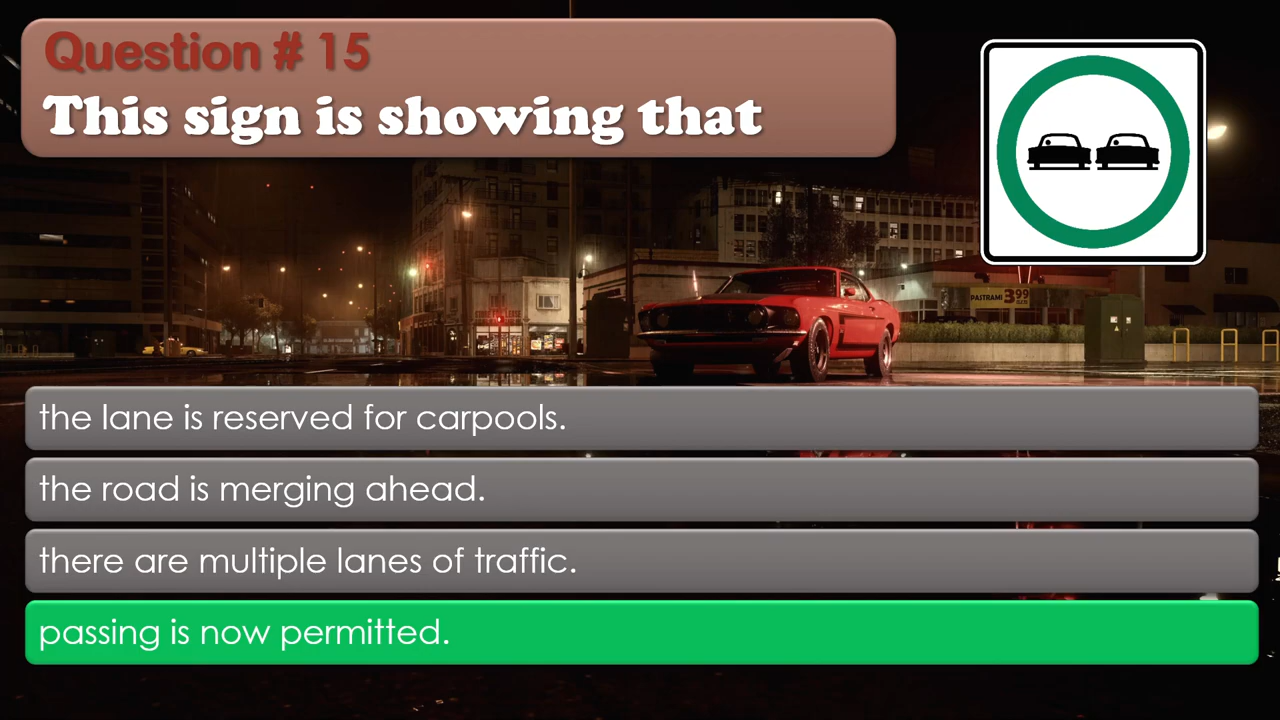 Question # 15
This sign is showing that
PASTRAMI 3.99
the lane is reserved for carpools.
the road is merging ahead.
there are multiple lanes of traffic.
passing is now permitted.